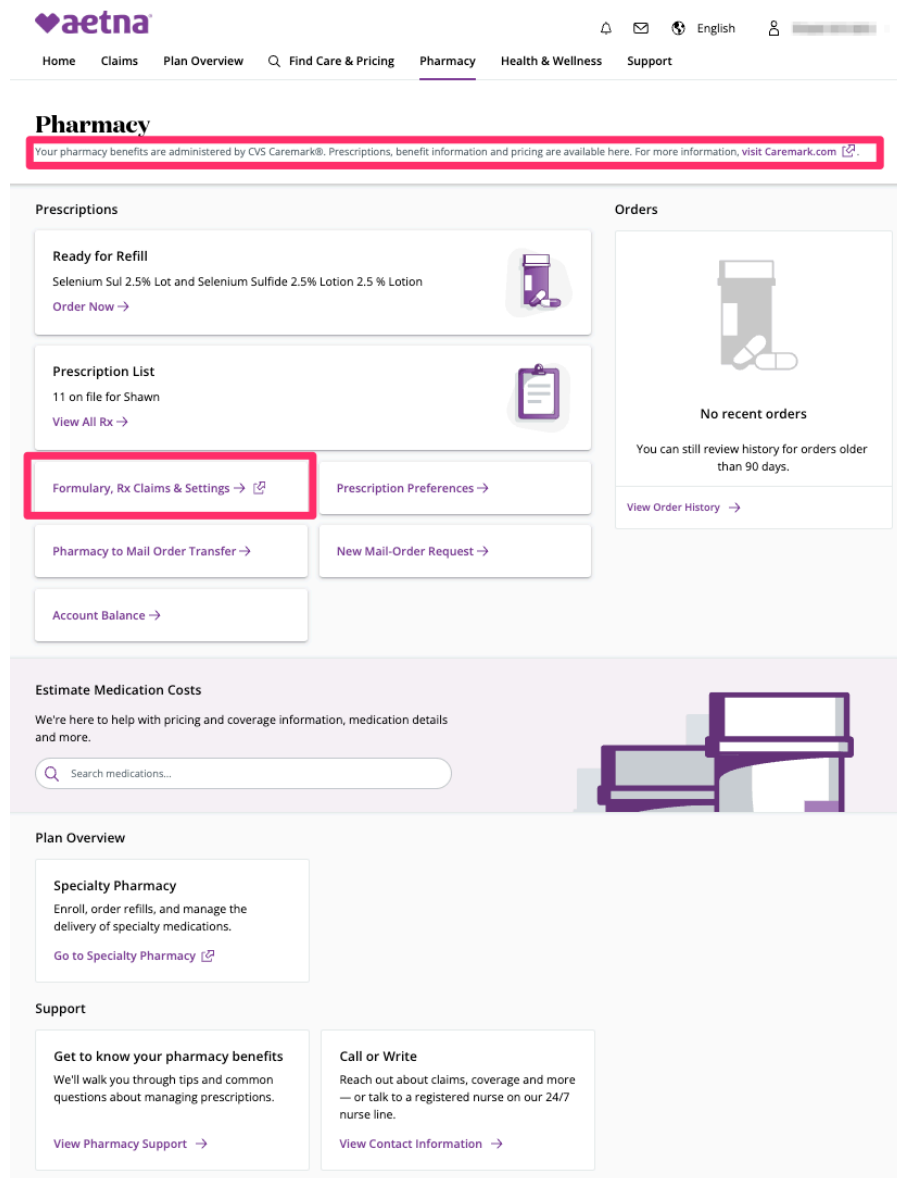 aetna
English
Home Claims Plan Overview Find Care & Pricing Pharmacy Health & Wellness Support
Pharmacy
Your pharmacy benefits are administered by CVS Caremark®. Prescriptions, benefit information and pricing are available here. For more information, visit Caremark.com .
Prescriptions
Ready for Refill
Selenium Sul 2.5% Lot and Selenium Sulfide 2.5% Lotion 2.5 % Lotion
Order Now →
Prescription List
11 on file for Shawn
View All Rx →
Formulary, Rx Claims & Settings →
Prescription Preferences →
Pharmacy to Mail Order Transfer →
New Mail-Order Request →
Account Balance →
Orders
No recent orders
You can still review history for orders older
than 90 days.
View Order History →
Estimate Medication Costs
We're here to help with pricing and coverage information, medication details
and more.
Search medications...
Plan Overview
Specialty Pharmacy
Enroll, order refills, and manage the
delivery of specialty medications.
Go to Specialty Pharmacy
Support
Get to know your pharmacy benefits
We'll walk you through tips and common
questions about managing prescriptions.
View Pharmacy Support →
Call or Write
Reach out about claims, coverage and more
— or talk to a registered nurse on our 24/7
nurse line.
View Contact Information →